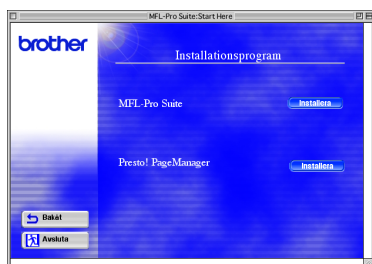 MFL-Pro Suite:Start Here
brother
Installationsprogram
MFL-Pro Suite
Installera
Presto! PageManager
Installera
Bakåt
Avsluta